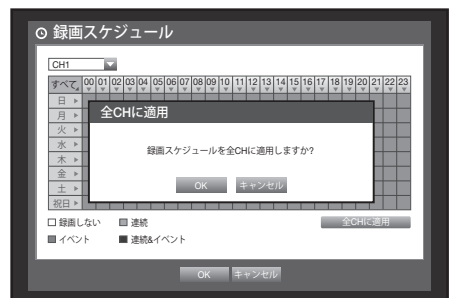 録画スケジュール
CH1
すべて 00 01 02 03 04 05 06 07 08 09 10 11 12 13 14 15 16 17 18 19 20 21 22 23
日
月
火
水
木
金
土
祝日
全CHに適用
録画スケジュールを全CHに適用しますか?
OK キャンセル
録画しない 連続 全CHに適用
イベント 連続&イベント
OK キャンセル